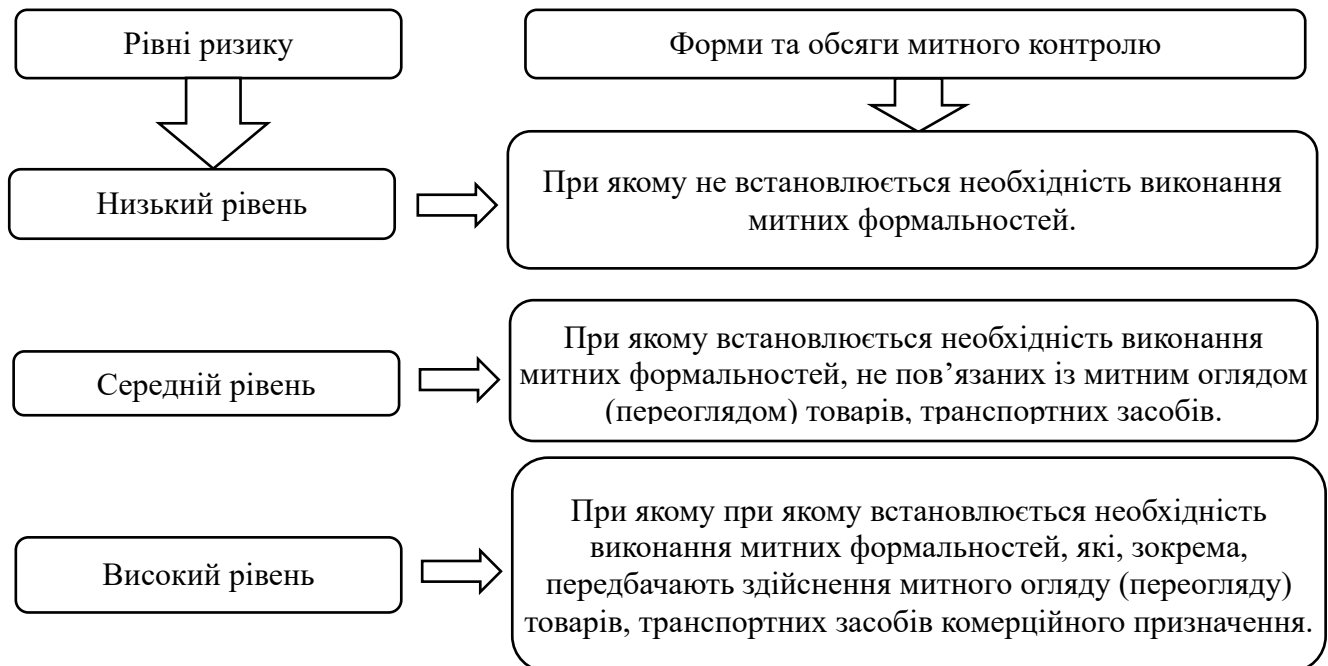 Рівні ризику
Форми та обсяги митного контролю
Низький рівень
При якому не встановлюється необхідність виконання
митних формальностей.
Середній рівень
При якому встановлюється необхідність виконання
митних формальностей, не пов’язаних із митним оглядом
(переоглядом) товарів, транспортних засобів.
Високий рівень
При якому при якому встановлюється необхідність
виконання митних формальностей, які, зокрема,
передбачають здійснення митного огляду (переогляду)
товарів, транспортних засобів комерційного призначення.